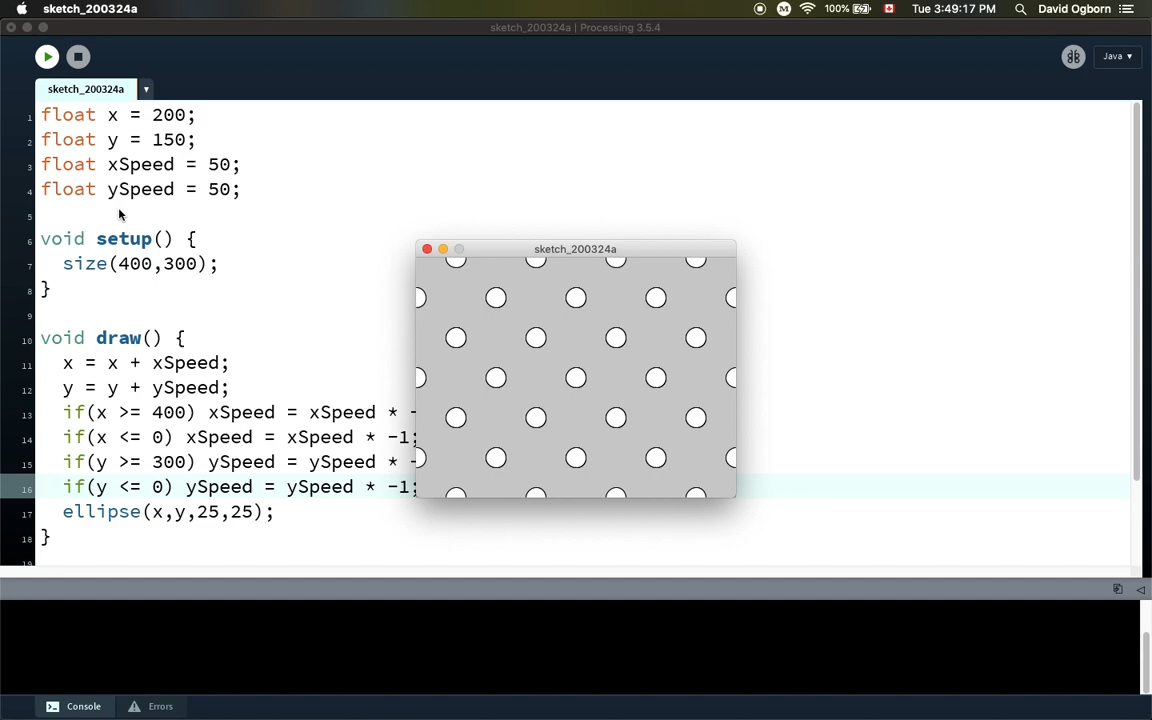 sketch_200324a
100%
Tue 3:49:17 PM
David Ogborn
sketch_200324a | Processing 3.5.4
Java
sketch_200324a
1 float x = 200;
2 float y = 150;
3 float xSpeed = 50;
4 float ySpeed = 50;
5
6 void setup() {
7 size(400,300);
8 }
9
10 void draw() {
11 x = x + xSpeed;
12 y = y + ySpeed;
13 if(x >= 400) xSpeed = xSpeed * -
14 if(x <= 0) xSpeed = xSpeed * -1;
15 if(y >= 300) ySpeed = ySpeed * -
16 if(y <= 0) ySpeed = ySpeed * -1;
17 ellipse(x,y,25,25);
18 }
19
sketch_200324a
Console
Errors